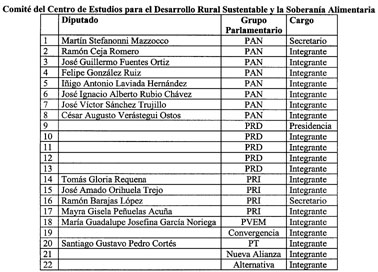 Comité del Centro de Estudios para el Desarrollo Rural Sustentable y la Soberanía Alimentaria
Diputado Grupo Parlamentario Cargo
1 Martín Stefanonni Mazzocco PAN Secretario
2 Ramón Ceja Romero PAN Integrante
3 José Guillermo Fuentes Ortiz PAN Integrante
4 Felipe González Ruiz PAN Integrante
5 Iñigo Antonio Laviada Hernández PAN Integrante
6 José Ignacio Alberto Rubio Chávez PAN Integrante
7 José Víctor Sánchez Trujillo PAN Integrante
8 César Augusto Verástegui Ostos PAN Integrante
9 PRD Presidencia
10 PRD Integrante
11 PRD Integrante
12 PRD Integrante
13 PRD Integrante
14 Tomás Gloria Requena PRI Integrante
15 José Amado Orihuela Trejo PRI Integrante
16 Ramón Barajas López PRI Secretario
17 Mayra Gisela Peñuelas Acuña PRI Integrante
18 María Guadalupe Josefina García Noriega PVEM Integrante
19 Convergencia Integrante
20 Santiago Gustavo Pedro Cortés PT Integrante
21 Nueva Alianza Integrante
22 Alternativa Integrante